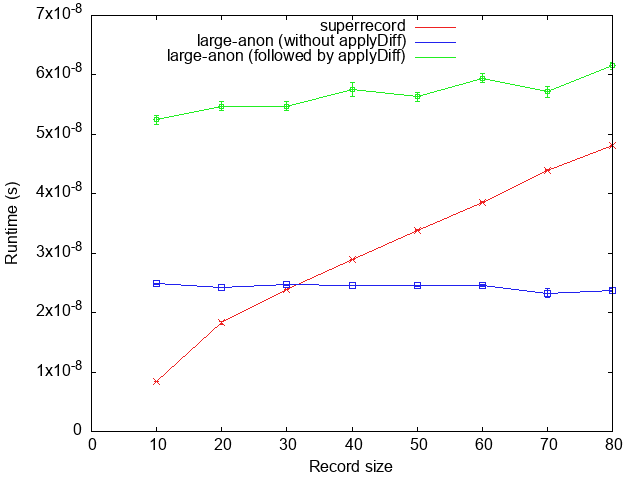 7x10-8
6x10-8
5x10-8
4x10-8
3x10-8
2x10-8
1x10-8
0
Runtime (s)
superrecord
large-anon (without applyDiff)
large-anon (followed by applyDiff)
0 10 20 30 40 50 60 70 80
Record size